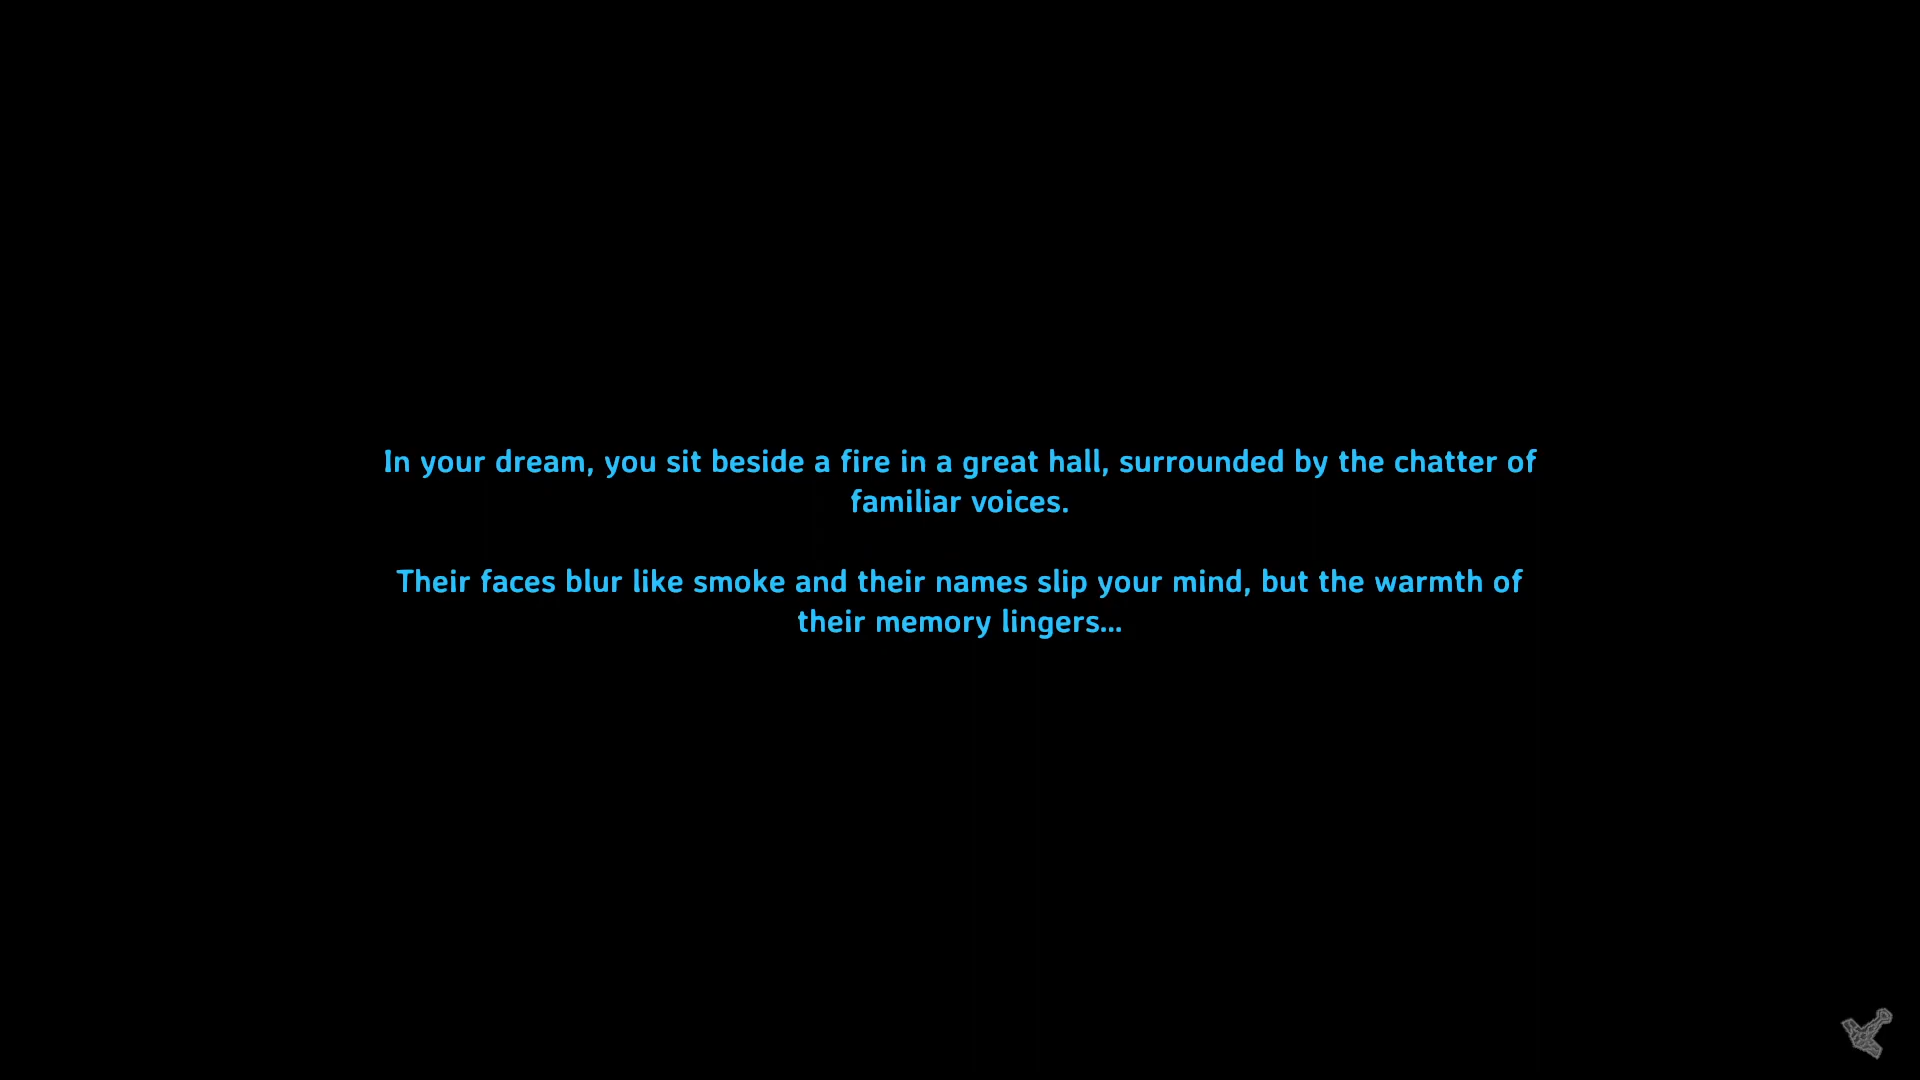 In your dream, you sit beside a fire in a great hall, surrounded by the chatter of
familiar voices.
Their faces blur like smoke and their names slip your mind, but the warmth of
their memory lingers...